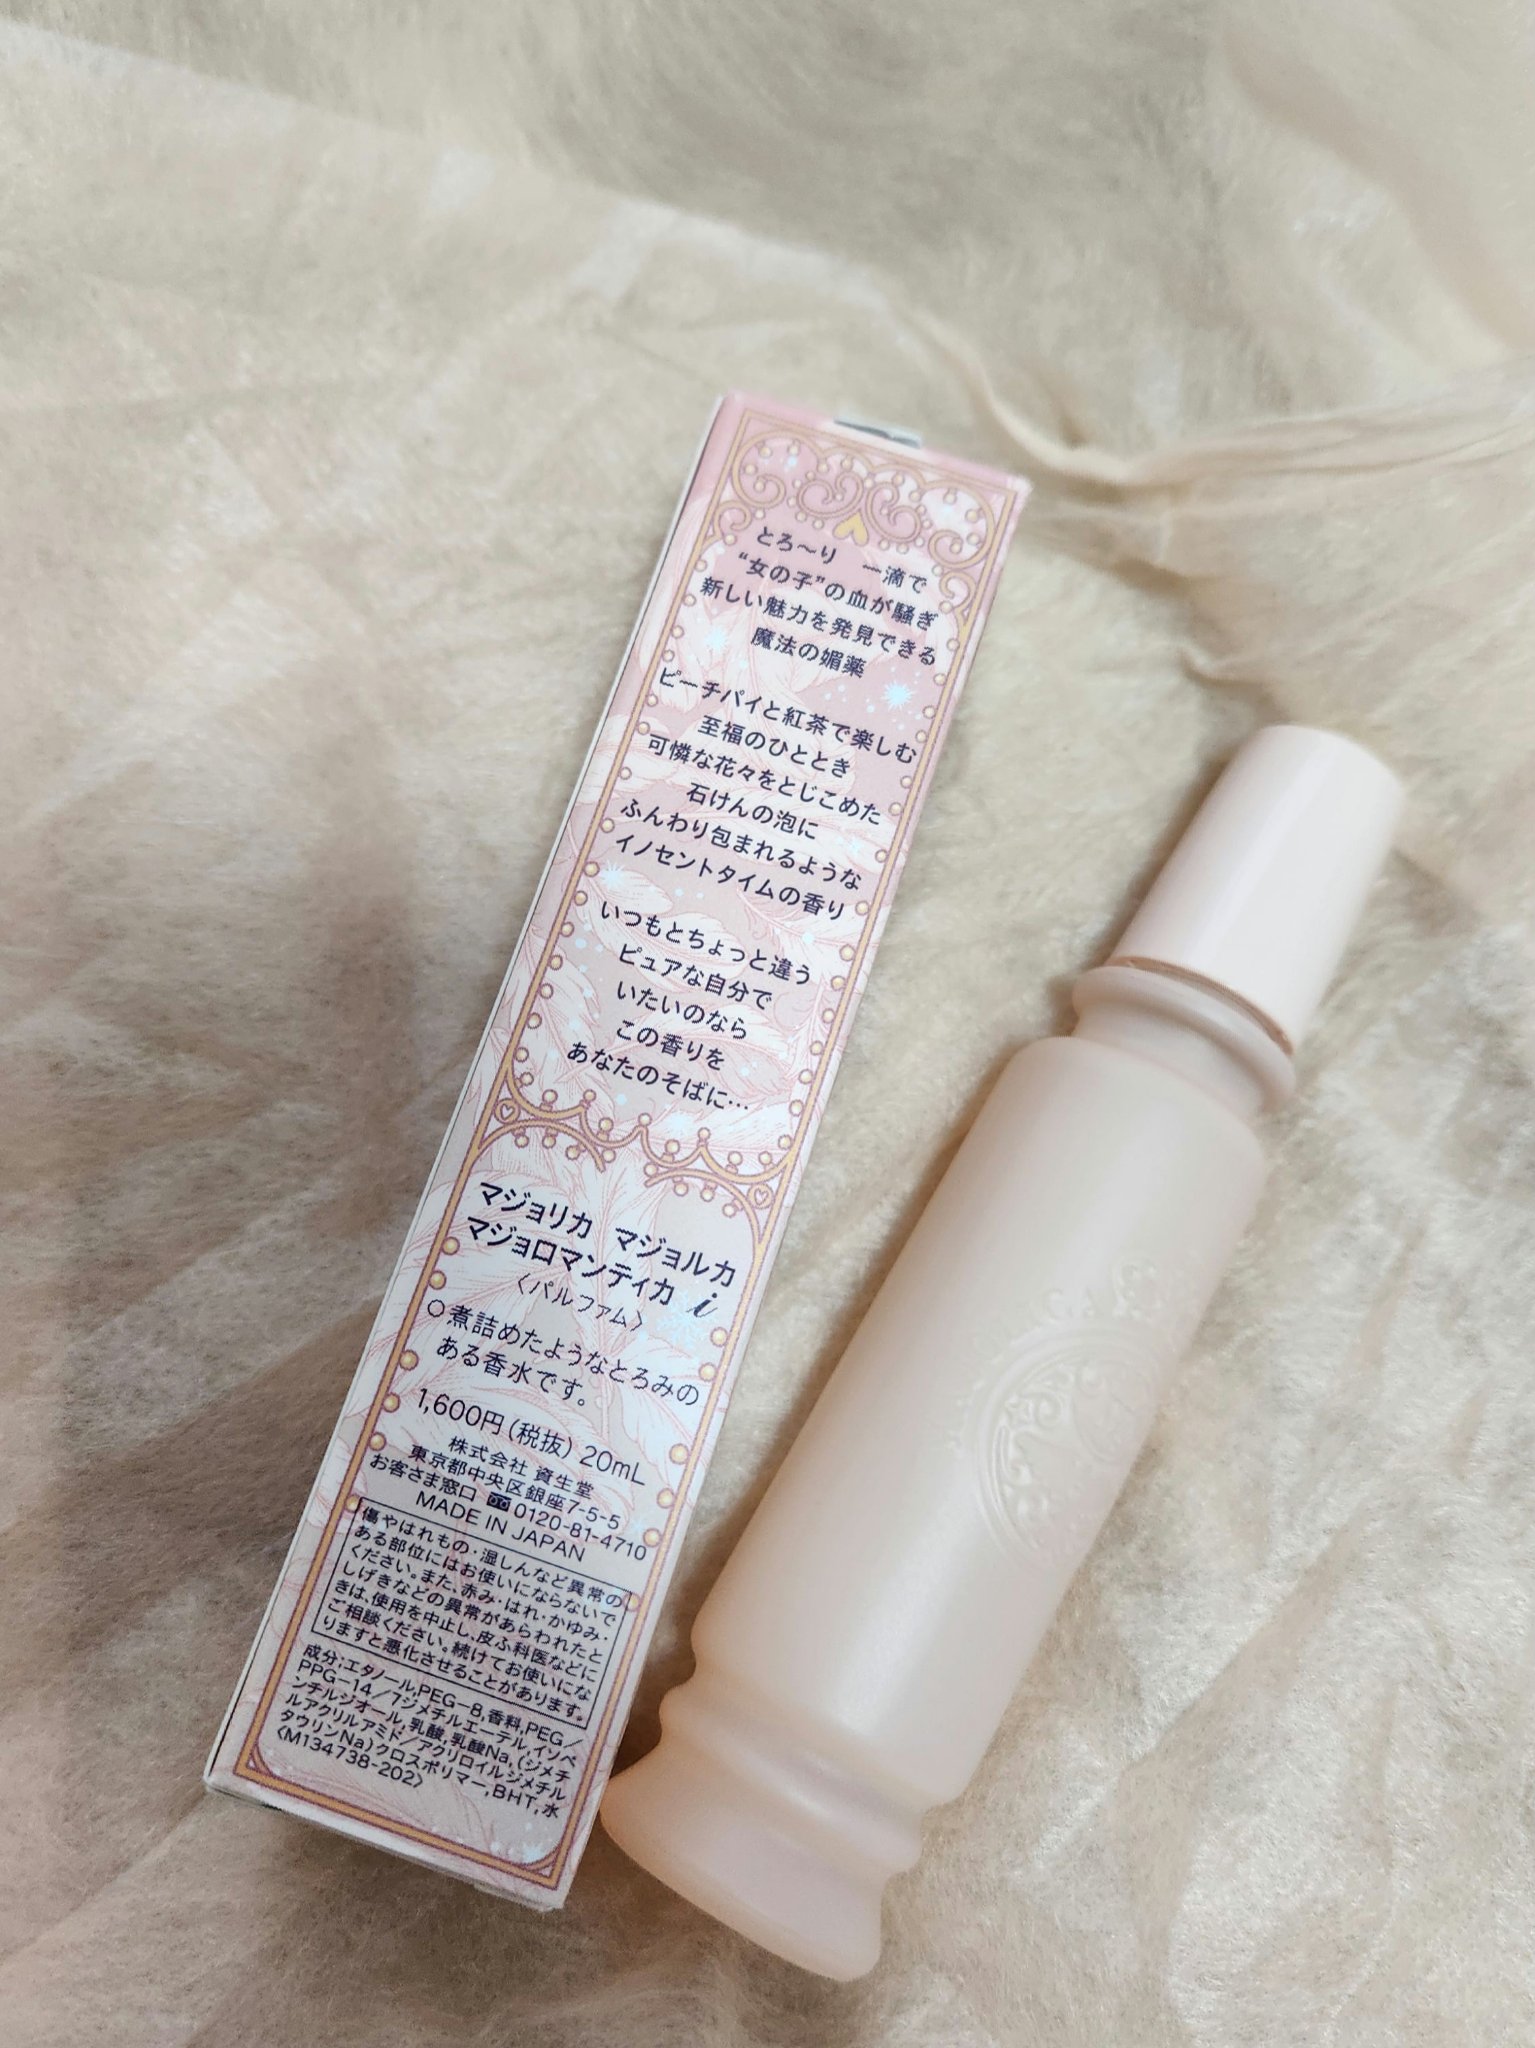 とろ〜り 一滴で
“女の子”の血が騒ぎ
新しい魅力を発見できる
魔法の媚薬
ピーチパイと紅茶で楽しむ
至福のひととき
可憐な花々をとじこめた
石けんの泡に
ふんわり包まれるような
イノセントタイムの香り
いつもとちょっと違う
ピュアな自分で
いたいのなら
この香りを
あなたのそばに…
マジョリカ マジョルカ
マジョロマンティカ i
〈パルファム〉
○煮詰めたようなとろみの
ある香水です。
1,600円(税抜) 20mL
株式会社 資生堂
東京都中央区銀座7-5-5
お客さま窓口 0120-81-4710
MADE IN JAPAN
傷やはれもの・湿しんなど異常の
ある部位にはお使いにならないで
ください。また、赤み・はれ・かゆみ・
しげきなどの異常があらわれたと
きは、使用を中止し、皮ふ科医などに
ご相談ください。続けてお使いにな
りますと悪化させることがあります。
成分:エタノール,PEG-8,香料,PEG/
PPG-14/7ジメチルエーテル,イソペ
ンチルジオール,乳酸,乳酸Na,(ジメチ
ルアクリルアミド/アクリロイルジメチル
タウリンNa)クロスポリマー,BHT,水
〈M134738-202〉